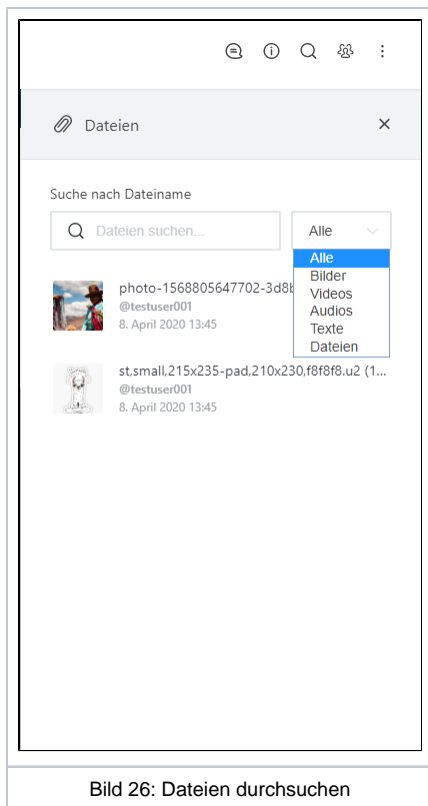 Dateien
Suche nach Dateiname
Dateien suchen...
Alle
Alle
Bilder
Videos
Audios
Texte
Dateien
photo-1568805647702-3d8
@testuser001
8. April 2020 13:45
st,small,215x235-pad,210x230,f8f8f8.u2 (1...
@testuser001
8. April 2020 13:45
Bild 26: Dateien durchsuchen